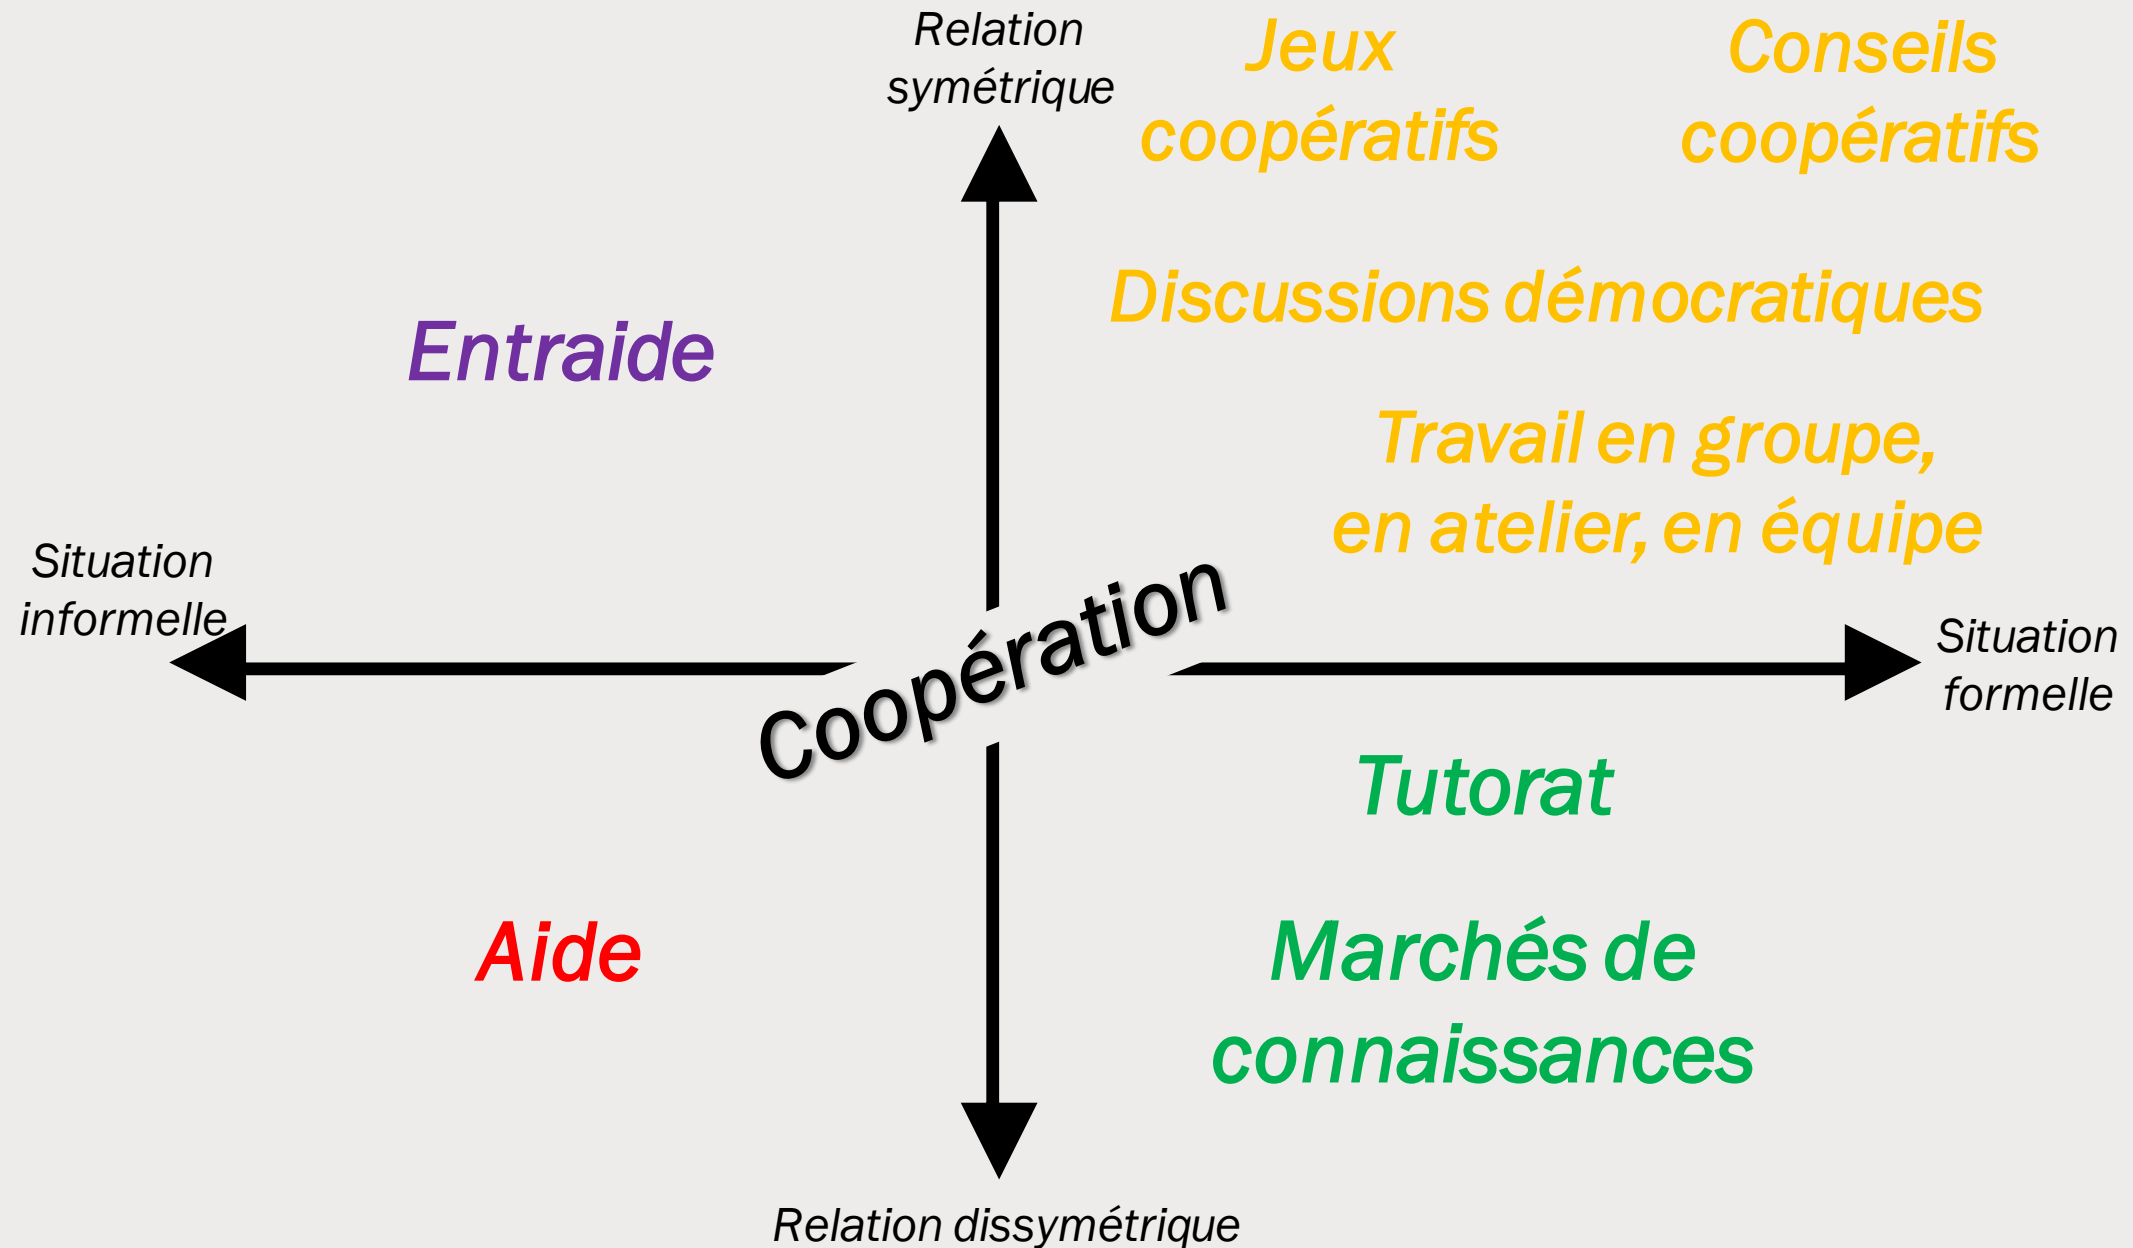 Relation
symétrique
Jeux
coopératifs
Conseils
coopératifs
Discussions démocratiques
Entraide
Travail en groupe,
en atelier, en équipe
Situation
informelle
Coopération
Situation
formelle
Tutorat
Aide
Marchés de
connaissances
Relation dissymétrique